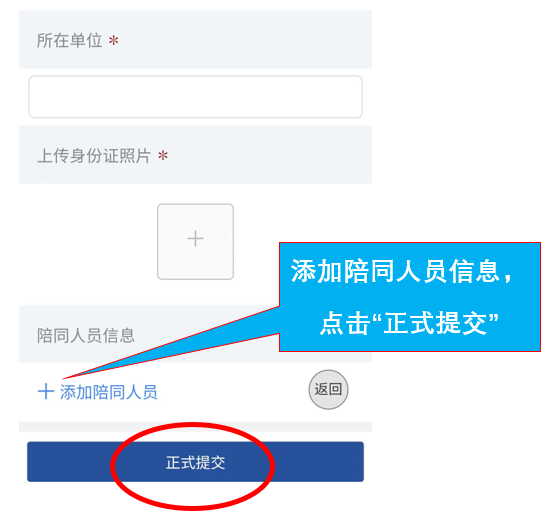 所在单位 *
上传身份证照片 *
+
添加陪同人员信息，
点击“正式提交”
陪同人员信息
+ 添加陪同人员
返回
正式提交